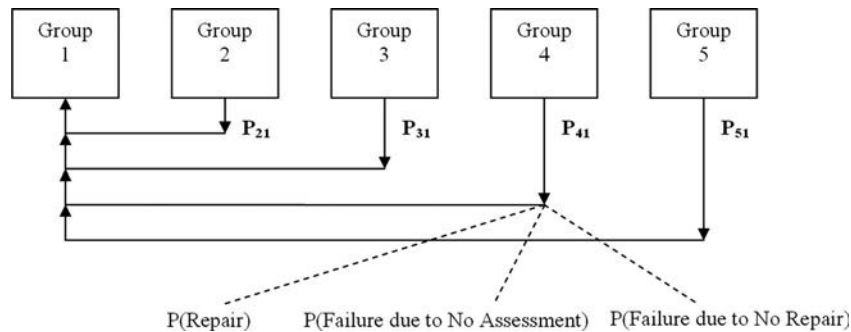 Group
1
Group
2
Group
3
Group
4
Group
5
P21
P31
P41
P51
P(Repair)
P(Failure due to No Assessment)
P(Failure due to No Repair)